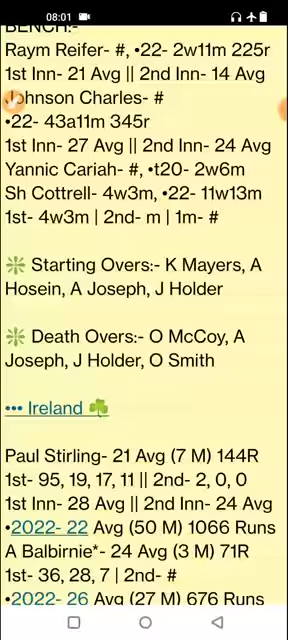 08:01
BENCH:-
Raym Reifer- #, •22- 2w11m 225r
1st Inn- 21 Avg || 2nd Inn- 14 Avg
Johnson Charles- #
•22- 43a11m 345r
1st Inn- 27 Avg || 2nd Inn- 24 Avg
Yannic Cariah- #, •t20- 2w6m
Sh Cottrell- 4w3m, •22- 11w13m
1st- 4w3m | 2nd- m | 1m- #
❇️ Starting Overs:- K Mayers, A
Hosein, A Joseph, J Holder
❇️ Death Overs:- O McCoy, A
Joseph, J Holder, O Smith
••• Ireland ☘️
Paul Stirling- 21 Avg (7 M) 144R
1st- 95, 19, 17, 11 || 2nd- 2, 0, 0
1st Inn- 28 Avg || 2nd Inn- 24 Avg
•2022- 22 Avg (50 M) 1066 Runs
A Balbirnie*- 24 Avg (3 M) 71R
1st- 36, 28, 7 | 2nd- #
•2022- 26 Avg (27 M) 676 Runs